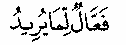 فَعَّالٌ لِّمَا يُرِيدُ